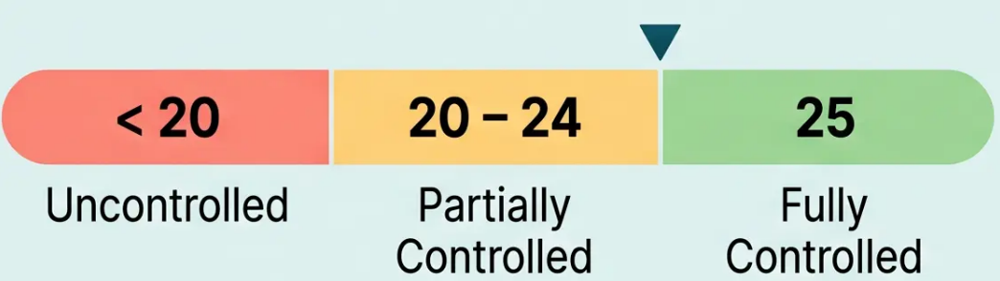 < 20
20 – 24
25
Uncontrolled
Partially
Controlled
Fully
Controlled